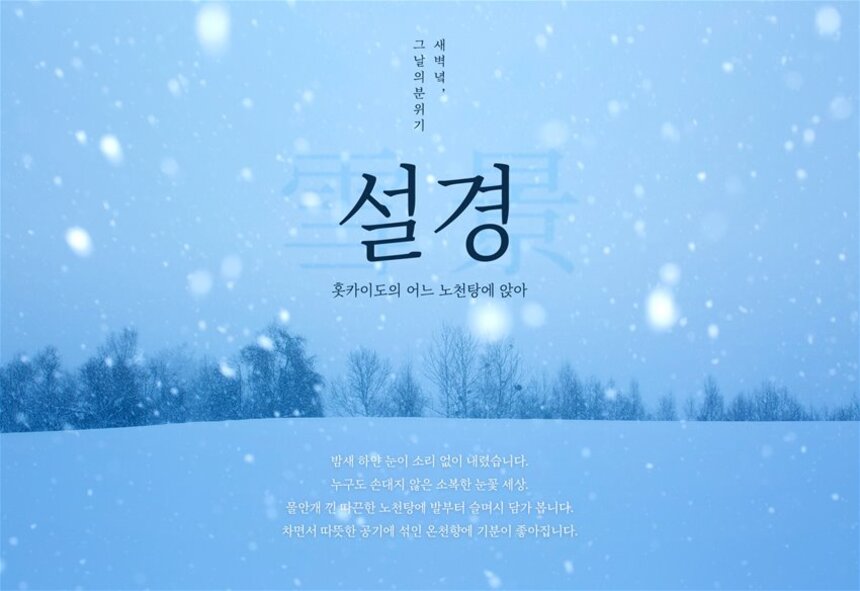 새벽녘,
그날의 분위기
雪景
설경
홋카이도의 어느 노천탕에 앉아
밤새 하얀 눈이 소리 없이 내렸습니다.
누구도 손대지 않은 소복한 눈꽃 세상.
물안개 낀 따끈한 노천탕에 발부터 슬며시 담가 봅니다.
차면서 따뜻한 공기에 섞인 온천향에 기분이 좋아집니다.